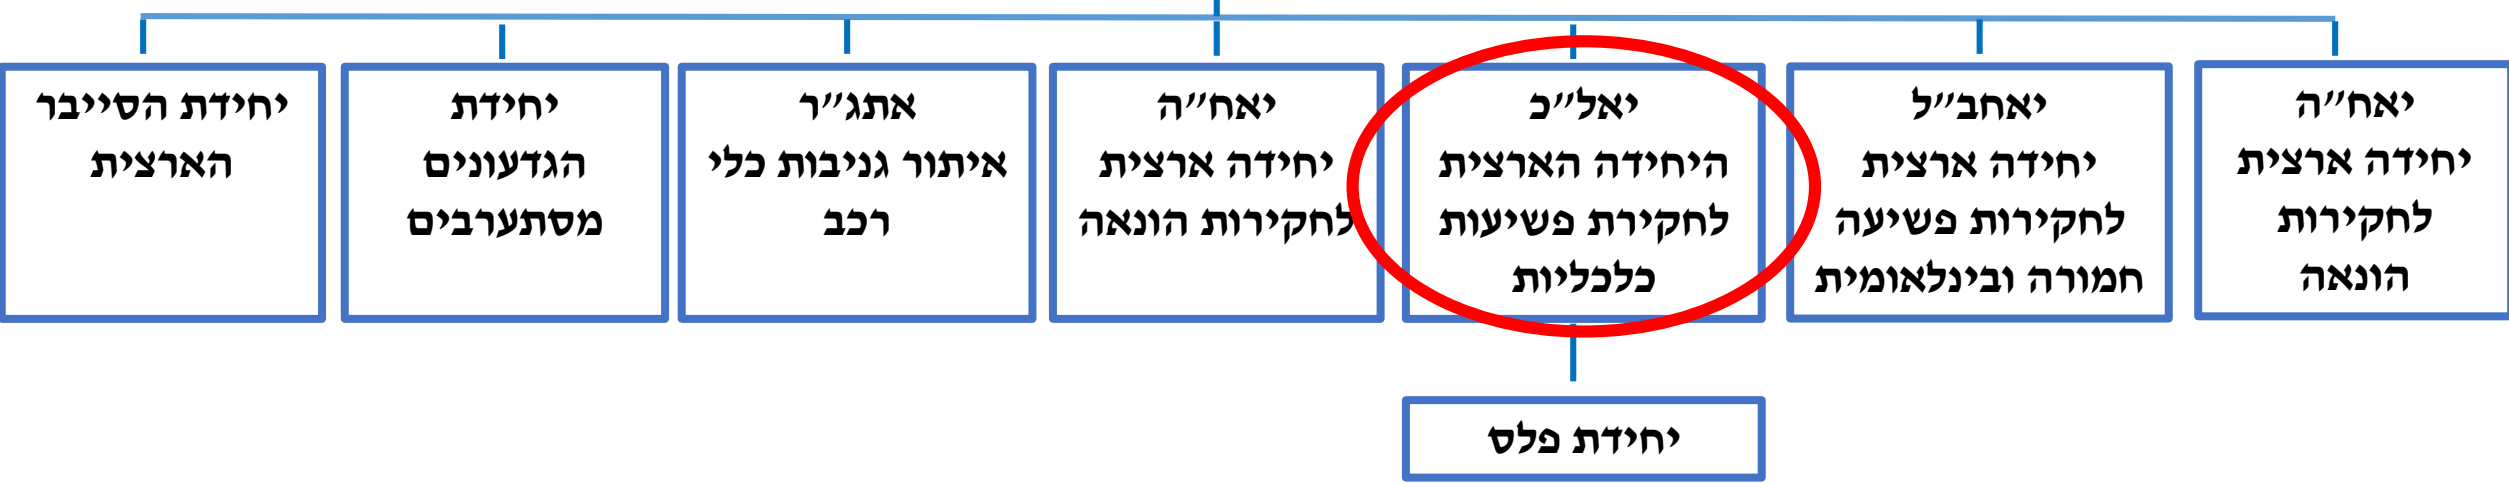 יאח״ה
יחידה ארצית
לחקירות
הונאה
יאחב״ל
יחידה ארצית
לחקירות פשיעה
חמורה ובינלאומית
יאל״כ
היחידה הארצית
לחקירת פשיעות
כלכליות
יאח״ה
יחידה ארצית
לחקירות הונאה
אתג״ר
איתור גניבות כלי
רכב
יחידת
הגדעונים
מסתערבים
יחידת הסייבר
הארצית
יחידת פלס